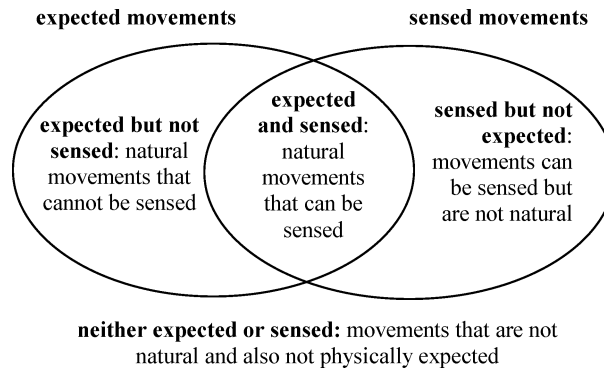 expected movements
sensed movements
expected but not
sensed: natural
movements that
cannot be sensed
expected
and sensed:
natural
movements
that can be
sensed
sensed but not
expected:
movements can
be sensed but
are not natural
neither expected or sensed: movements that are not
natural and also not physically expected